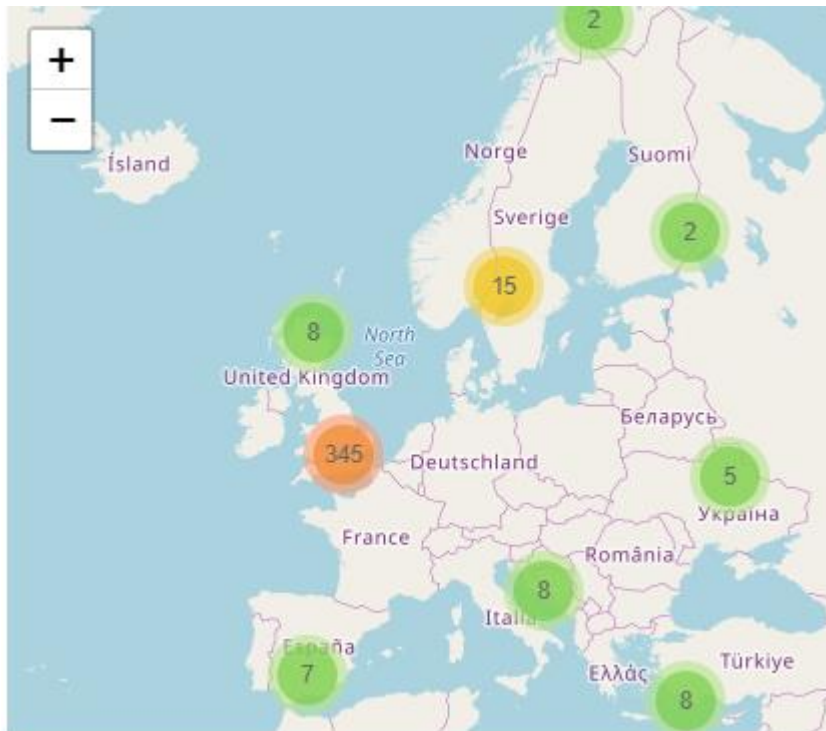 2
+
−
Ísland
Norge
Suomi
Sverige
2
15
8
North
Sea
United Kingdom
Беларусь
345
Deutschland
5
Україна
France
România
8
Italia
España
7
Ελλάς
Türkiye
8